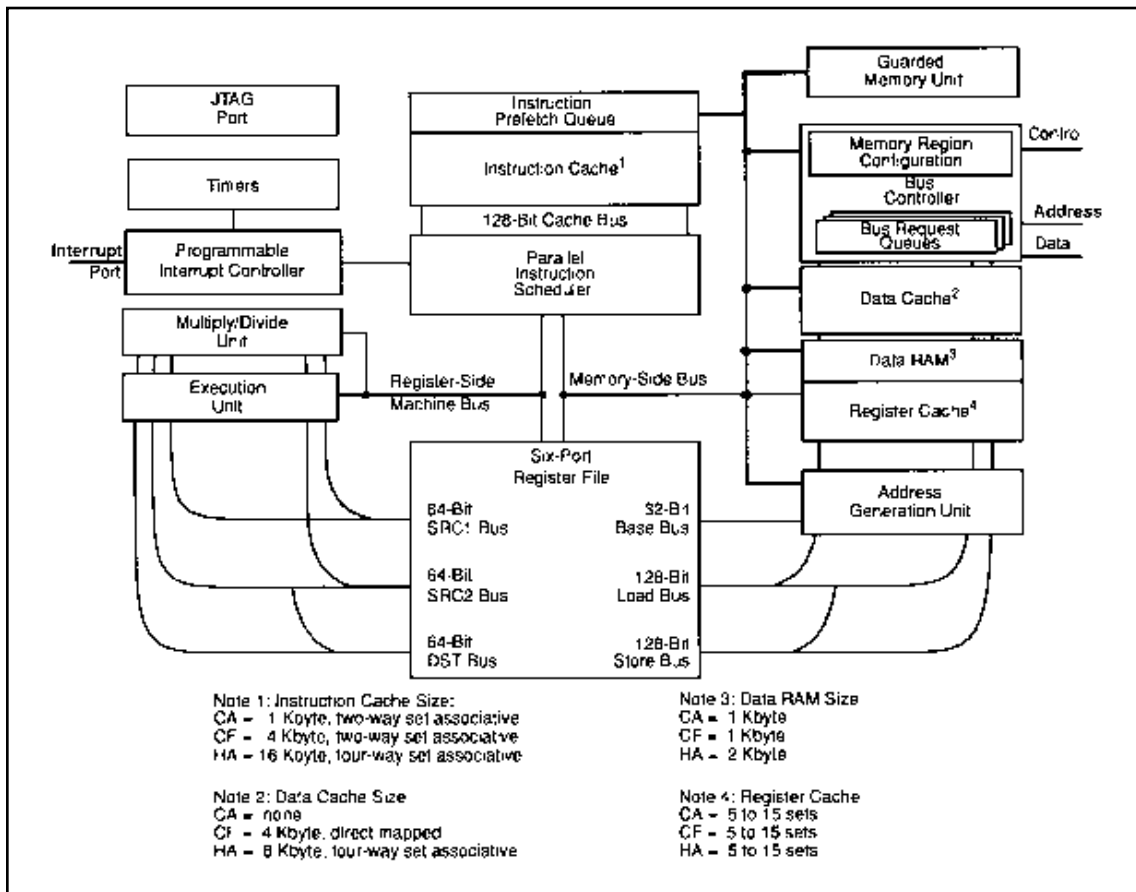 JTAG
Port
Timers
Interrupt
Port
Programmable
Interrupt Controller
Multiply/Divide
Unit
Execution
Unit
Instruction
Prefetch Queue
Instruction Cache1
128-Bit Cache Bus
Parallel
Instruction
Scheduler
Register-Side
Machine Bus
Memory-Side Bus
Guarded
Memory Unit
Memory Region
Configuration
Bus
Controller
Bus Request
Queues
Contro
Address
Data
Data Cache2
Data RAM3
Register Cache4
Address
Generation Unit
Six-Port
Register File
64-Bit
SRC1 Bus
32-Bit
Base Bus
64-Bit
SRC2 Bus
128-Bit
Load Bus
64-Bit
DST Bus
128-Bit
Store Bus
Note 1: Instruction Cache Size:
CA = 1 Kbyte, two-way set associative
CF = 4 Kbyte, two-way set associative
HA = 16 Kbyte, four-way set associative
Note 2: Data Cache Size
CA = none
CF = 4 Kbyte, direct mapped
HA = 8 Kbyte, four-way set associative
Note 3: Data RAM Size
CA = 1 Kbyte
CF = 1 Kbyte
HA = 2 Kbyte
Note 4: Register Cache
CA = 5 to 15 sets
CF = 5 to 15 sets
HA = 5 to 15 sets